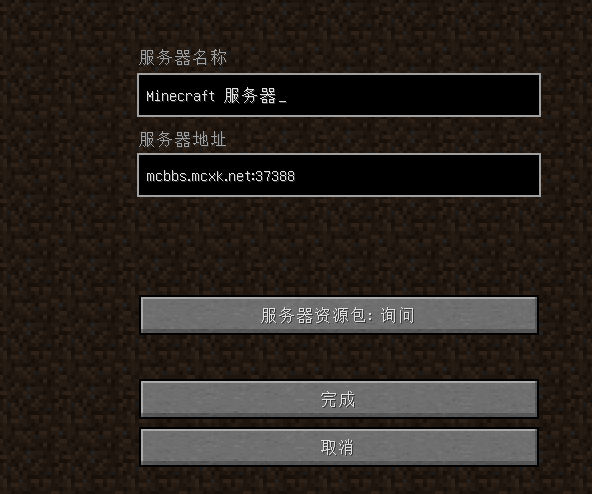 服务器名称
Minecraft 服务器_
服务器地址
mcbbs.mcxk.net:37388
服务器资源包: 询问
完成
取消